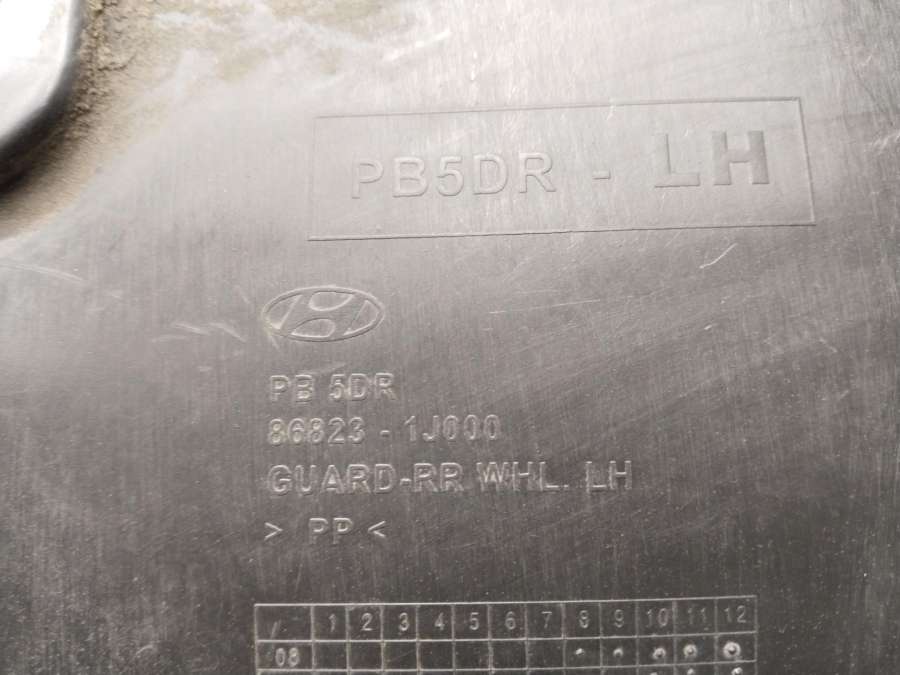 PB5DR - LH
PB 5DR
86823 - 1J000
GUARD-RR WHL. LH
> PP <
/ 1 2 3 4 5 6 7 8 9 10 11 12
08